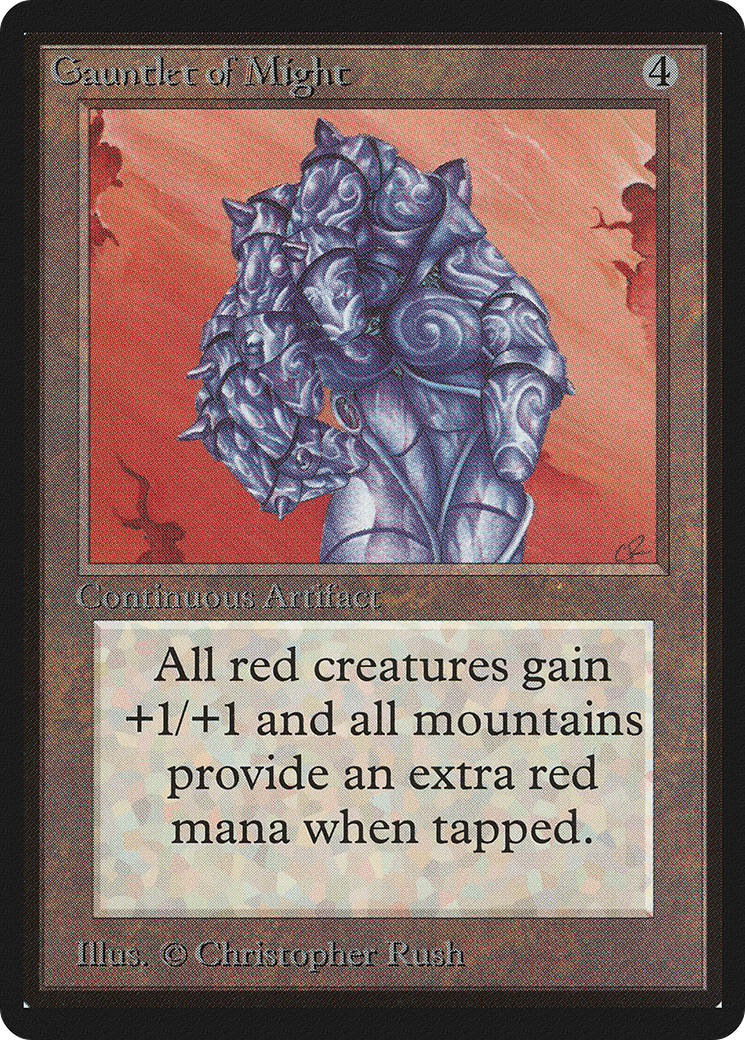 Gauntlet of Might
4
Continuous Artifact
All red creatures gain
+1/+1 and all mountains
provide an extra red
mana when tapped.
Illus. © Christopher Rush